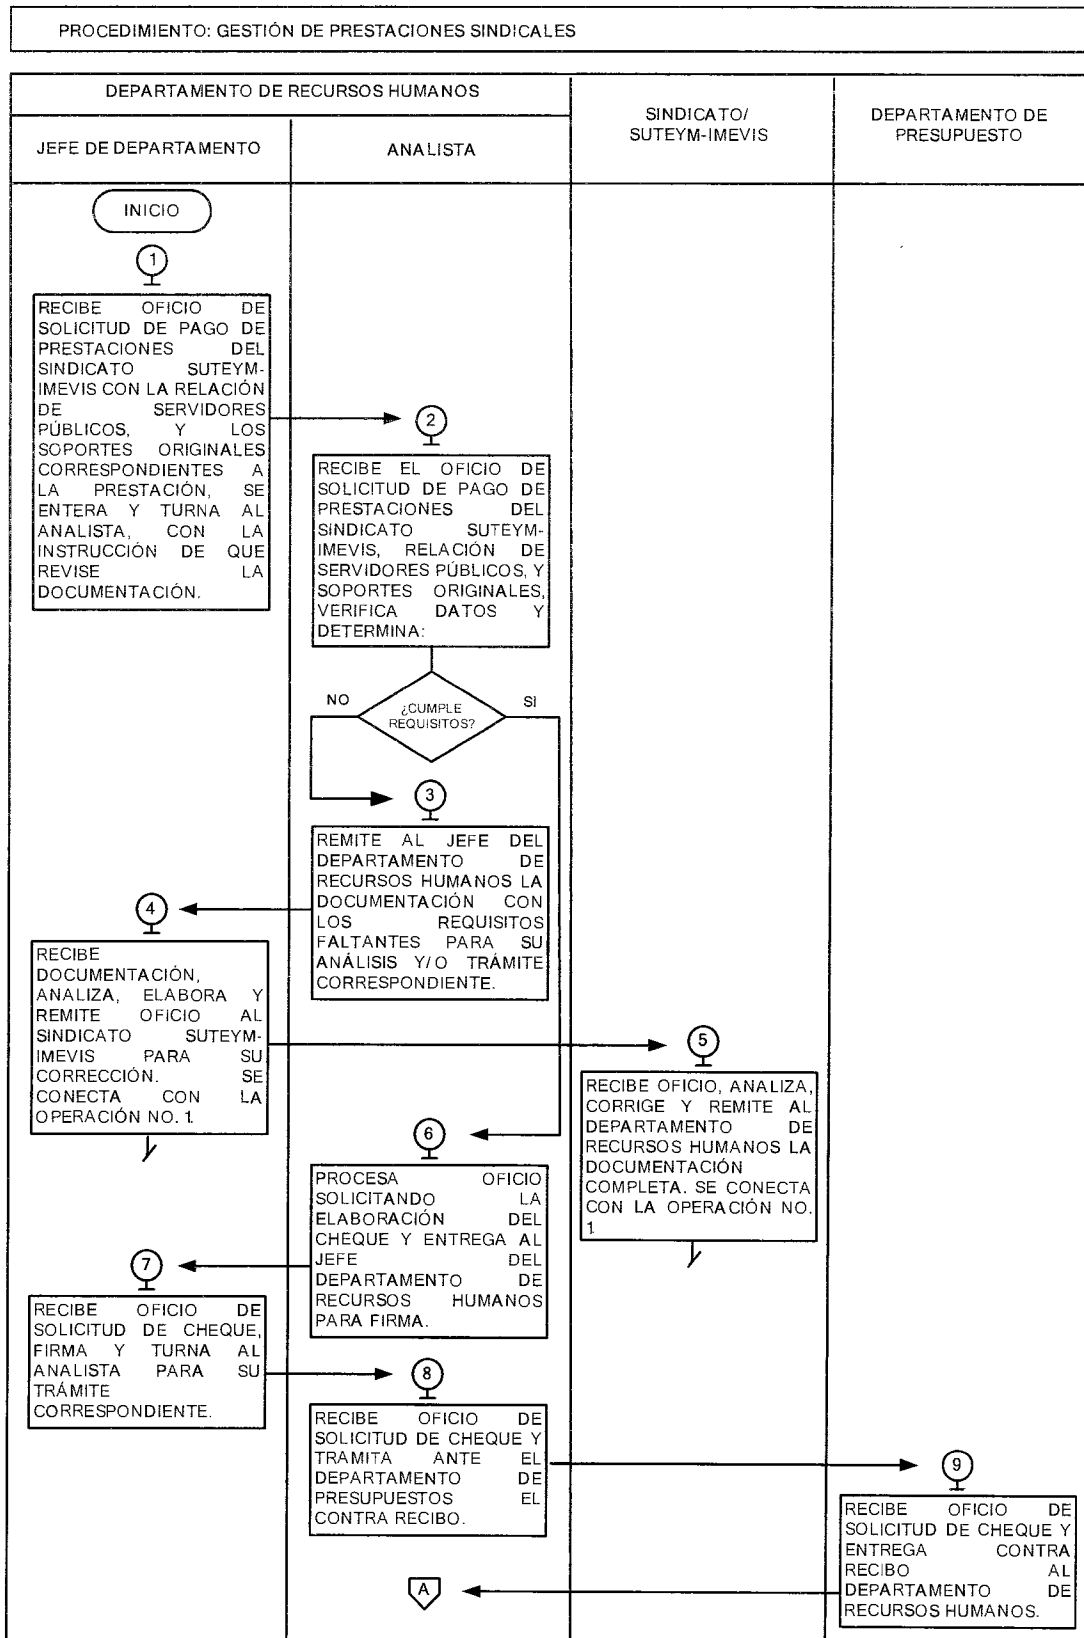 PROCEDIMIENTO: GESTIÓN DE PRESTACIONES SINDICALES
DEPARTAMENTO DE RECURSOS HUMANOS
SINDICATO/
SUTEYM-IMEVIS
DEPARTAMENTO DE
PRESUPUESTO
JEFE DE DEPARTAMENTO
ANALISTA
INICIO
1
RECIBE OFICIO DE
SOLICITUD DE PAGO DE
PRESTACIONES DEL
SINDICATO SUTEYM-
IMEVIS CON LA RELACIÓN
DE SERVIDORES
PÚBLICOS, Y LOS
SOPORTES ORIGINALES
CORRESPONDIENTES A
LA PRESTACIÓN, SE
ENTERA Y TURNA AL
ANALISTA, CON LA
INSTRUCCIÓN DE QUE
REVISE LA
DOCUMENTACIÓN.
2
RECIBE EL OFICIO DE
SOLICITUD DE PAGO DE
PRESTACIONES DEL
SINDICATO SUTEYM-
IMEVIS, RELACIÓN DE
SERVIDORES PÚBLICOS, Y
SOPORTES ORIGINALES,
VERIFICA DATOS Y
DETERMINA:
NO
¿CUMPLE
REQUISITOS?
SI
3
REMITE AL JEFE DEL
DEPARTAMENTO DE
RECURSOS HUMANOS LA
DOCUMENTACIÓN CON
LOS REQUISITOS
FALTANTES PARA SU
ANÁLISIS Y/O TRÁMITE
CORRESPONDIENTE.
4
RECIBE
DOCUMENTACIÓN,
ANALIZA, ELABORA Y
REMITE OFICIO AL
SINDICATO SUTEYM-
IMEVIS PARA SU
CORRECCIÓN. SE
CONECTA CON LA
OPERACIÓN NO. 1.
5
RECIBE OFICIO, ANALIZA,
CORRIGE Y REMITE AL
DEPARTAMENTO DE
RECURSOS HUMANOS LA
DOCUMENTACIÓN
COMPLETA. SE CONECTA
CON LA OPERACIÓN NO.
1.
6
PROCESA OFICIO
SOLICITANDO LA
ELABORACIÓN DEL
CHEQUE Y ENTREGA AL
JEFE DEL
DEPARTAMENTO DE
RECURSOS HUMANOS
PARA FIRMA.
7
RECIBE OFICIO DE
SOLICITUD DE CHEQUE,
FIRMA Y TURNA AL
ANALISTA PARA SU
TRÁMITE
CORRESPONDIENTE.
8
RECIBE OFICIO DE
SOLICITUD DE CHEQUE Y
TRAMITA ANTE EL
DEPARTAMENTO DE
PRESUPUESTOS EL
CONTRA RECIBO.
9
RECIBE OFICIO DE
SOLICITUD DE CHEQUE Y
ENTREGA CONTRA
RECIBO AL
DEPARTAMENTO DE
RECURSOS HUMANOS.
A